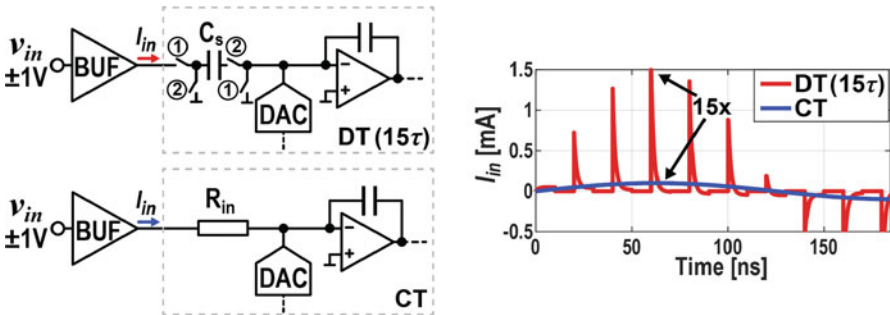 v_in
±1V
BUF
I_in
①
②
C_s
②
①
−
+
DAC
DT (15τ)
v_in
±1V
BUF
I_in
R_in
−
+
DAC
CT
I_in [mA]
1.5
1
0.5
0
-0.5
15x
DT (15τ)
CT
0
50
100
150
Time [ns]